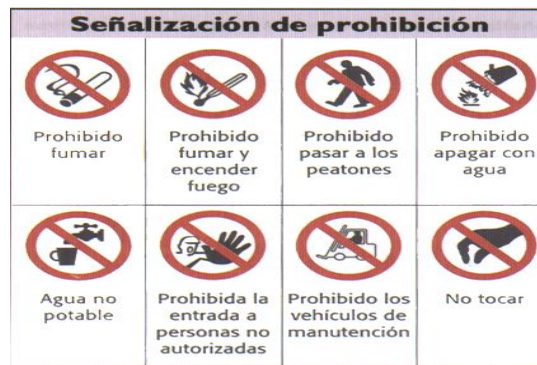 Señalización de prohibición
Prohibido
fumar
Prohibido
fumar y
encender
fuego
Prohibido
pasar a los
peatones
Prohibido
apagar con
agua
Agua no
potable
Prohibida la
entrada a
personas no
autorizadas
Prohibido los
vehículos de
manutención
No tocar